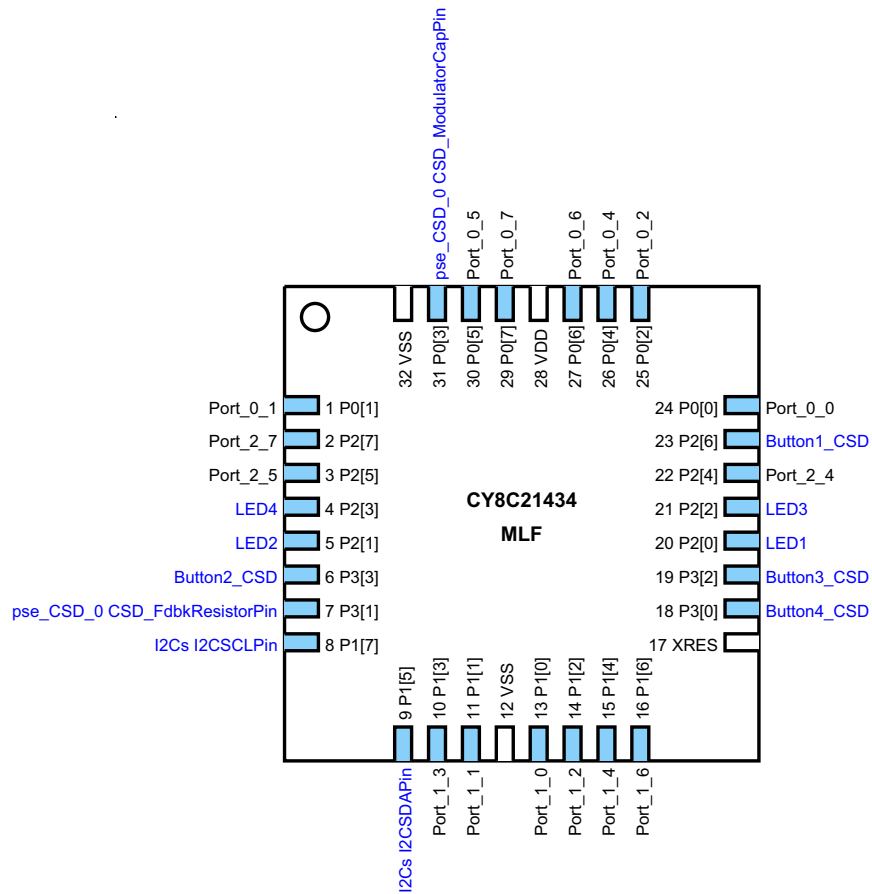 pse_CSD_0 CSD_ModulatorCapPin
Port_0_5
Port_0_7
Port_0_6
Port_0_4
Port_0_2
32 VSS
31 P0[3]
30 P0[5]
29 P0[7]
28 VDD
27 P0[6]
26 P0[4]
25 P0[2]
Port_0_1 1 P0[1]
Port_2_7 2 P2[7]
Port_2_5 3 P2[5]
LED4 4 P2[3]
LED2 5 P2[1]
Button2_CSD 6 P3[3]
pse_CSD_0 CSD_FdbkResistorPin 7 P3[1]
I2Cs I2CSCLPin 8 P1[7]
CY8C21434
MLF
24 P0[0] Port_0_0
23 P2[6] Button1_CSD
22 P2[4] Port_2_4
21 P2[2] LED3
20 P2[0] LED1
19 P3[2] Button3_CSD
18 P3[0] Button4_CSD
17 XRES
9 P1[5]
10 P1[3]
11 P1[1]
12 VSS
13 P1[0]
14 P1[2]
15 P1[4]
16 P1[6]
I2Cs I2CSDAPin
Port_1_3
Port_1_1
Port_1_0
Port_1_2
Port_1_4
Port_1_6